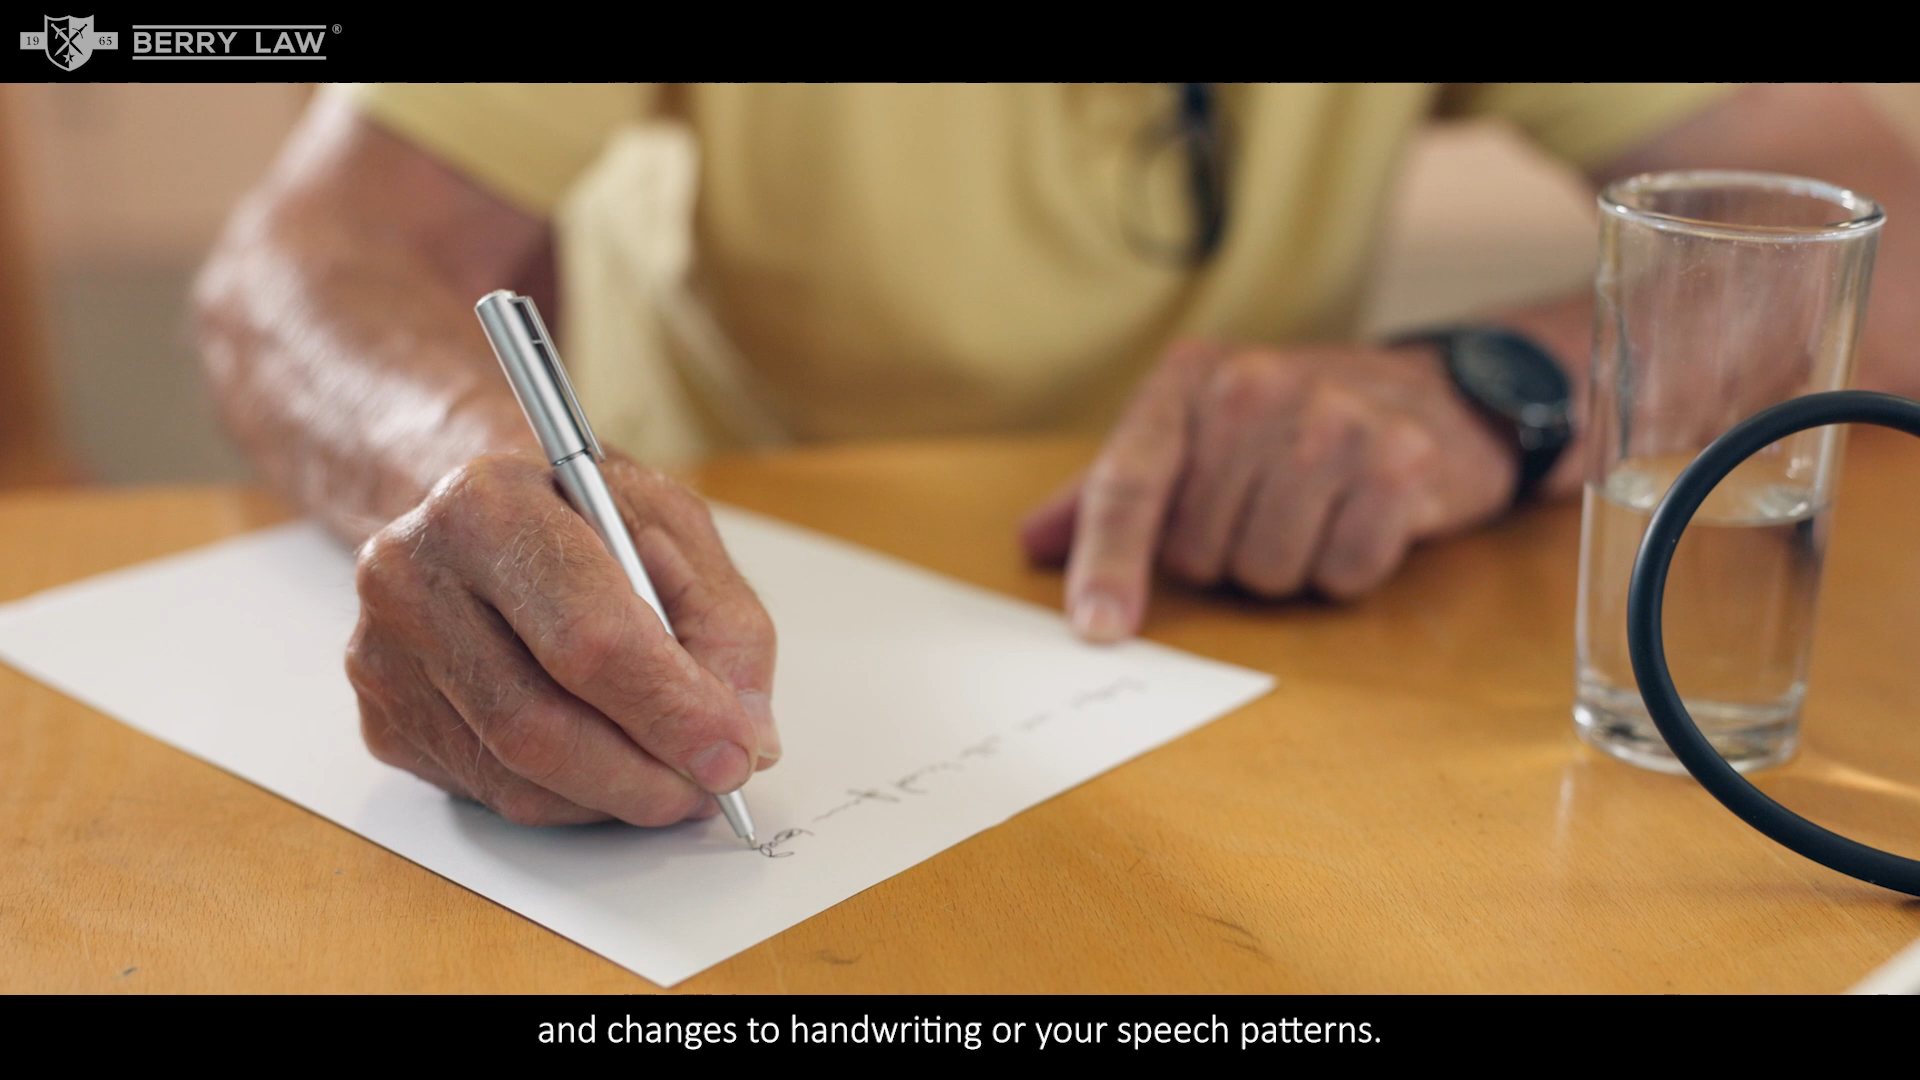 19 65 BERRY LAW®
and changes to handwriting or your speech patterns.